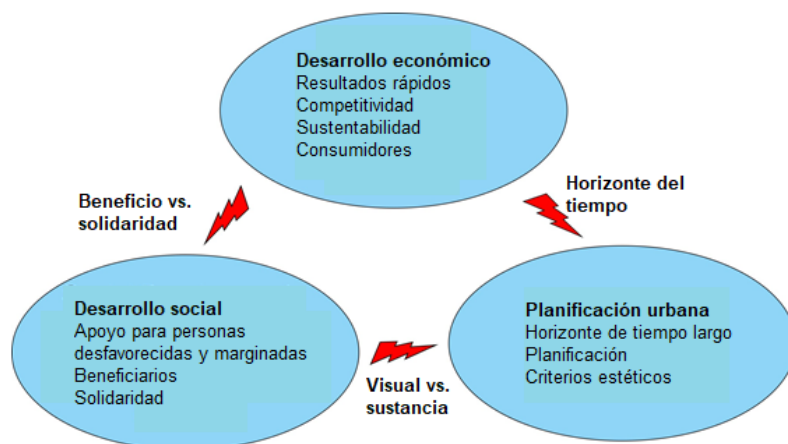 Desarrollo económico
Resultados rápidos
Competitividad
Sustentabilidad
Consumidores
Beneficio vs.
solidaridad
Horizonte del
tiempo
Desarrollo social
Apoyo para personas
desfavorecidas y marginadas
Beneficiarios
Solidaridad
Visual vs.
sustancia
Planificación urbana
Horizonte de tiempo largo
Planificación
Criterios estéticos